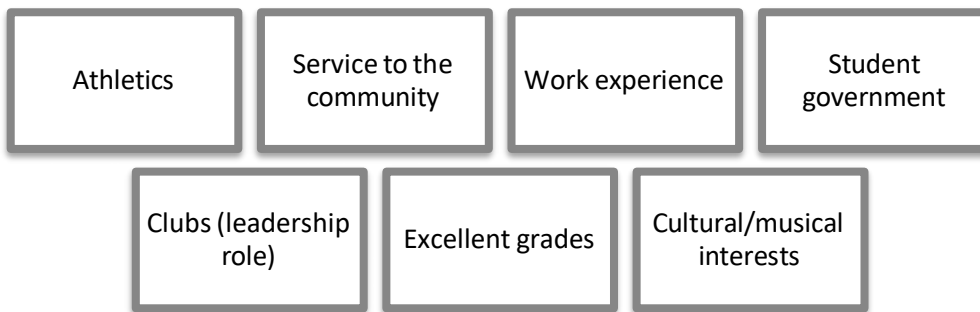 Athletics
Service to the
community
Work experience
Student
government
Clubs (leadership
role)
Excellent grades
Cultural/musical
interests